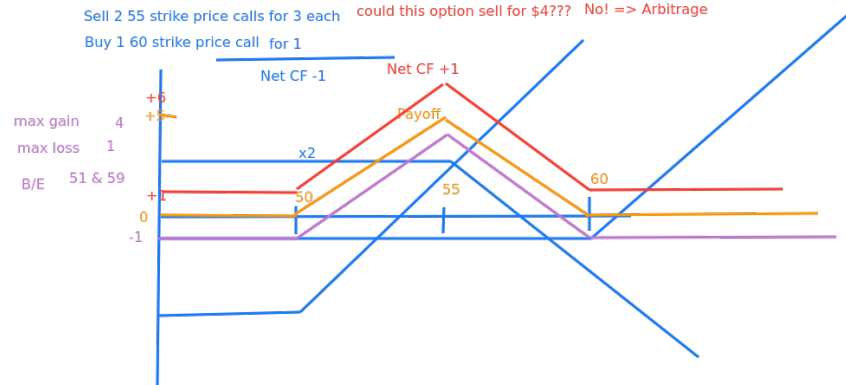 Sell 2 55 strike price calls for 3 each
could this option sell for $4??? No! => Arbitrage
Buy 1 60 strike price call for 1
Net CF -1
Net CF +1
+6
+5
Payoff
max gain 4
max loss 1
x2
B/E 51 & 59
+1
50
55
60
0
-1